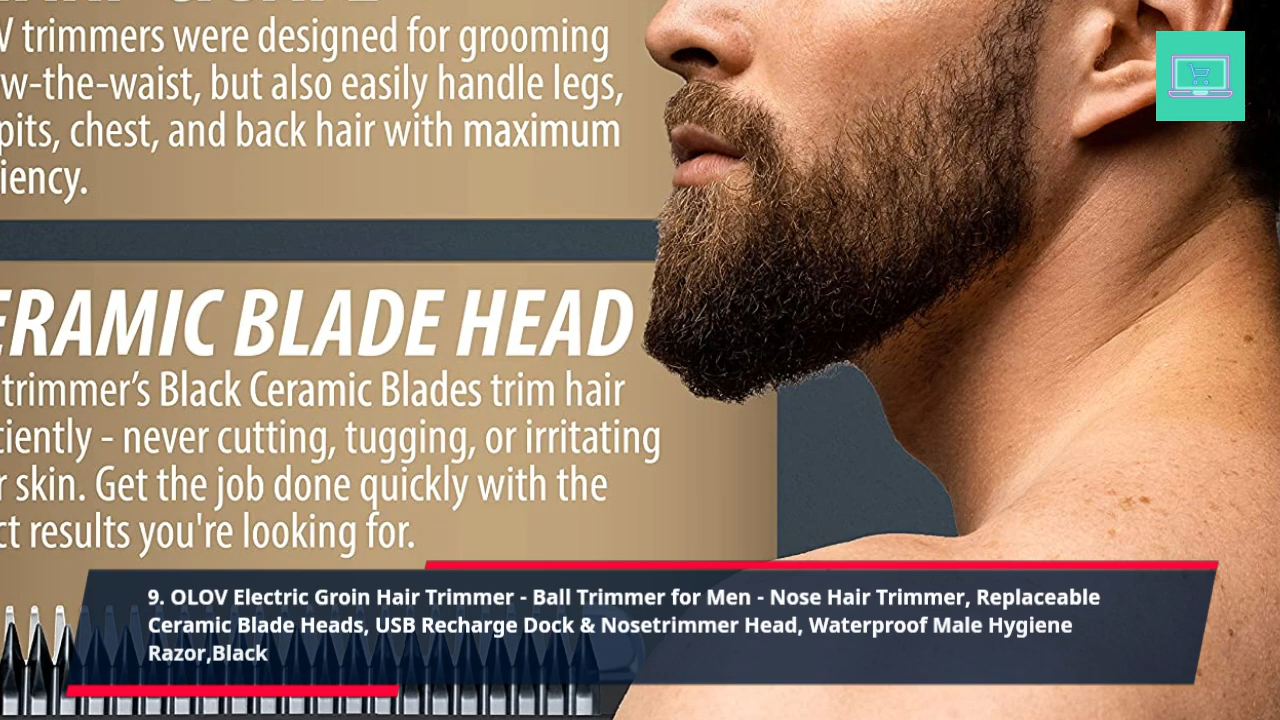 W trimmers were designed for grooming
w-the-waist, but also easily handle legs,
pits, chest, and back hair with maximum
iency.
ERAMIC BLADE HEAD
trimmer's Black Ceramic Blades trim hair
ciently - never cutting, tugging, or irritating
r skin. Get the job done quickly with the
ct results you're looking for.
9. OLOV Electric Groin Hair Trimmer - Ball Trimmer for Men - Nose Hair Trimmer, Replaceable
Ceramic Blade Heads, USB Recharge Dock & Nosetrimmer Head, Waterproof Male Hygiene
Razor,Black